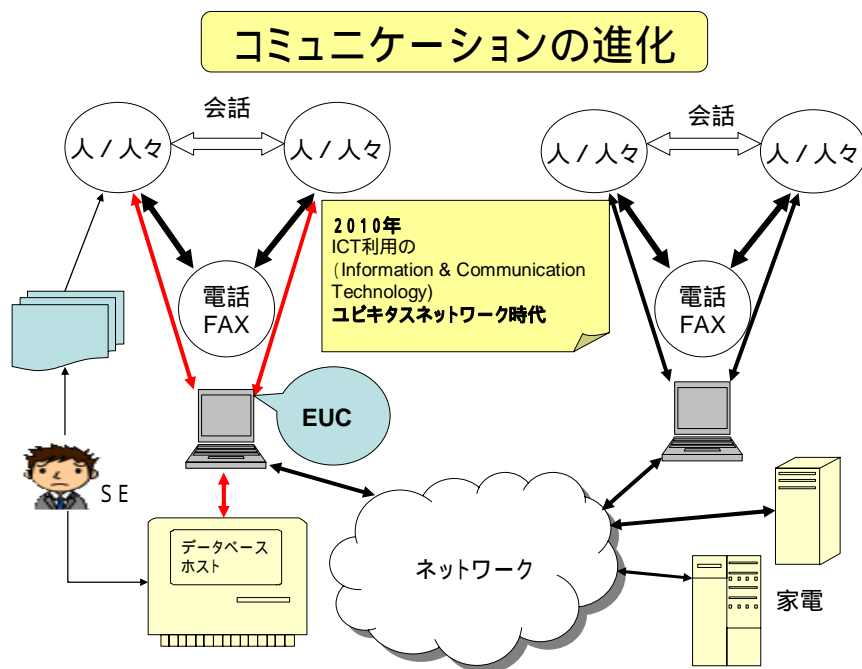 コミュニケーションの進化
会話
人 / 人々
人 / 人々
電話
FAX
会話
人 / 人々
人 / 人々
電話
FAX
2010年
ICT利用の
(Information & Communication
Technology)
ユビキタスネットワーク時代
EUC
SE
データベース
ホスト
ネットワーク
家電